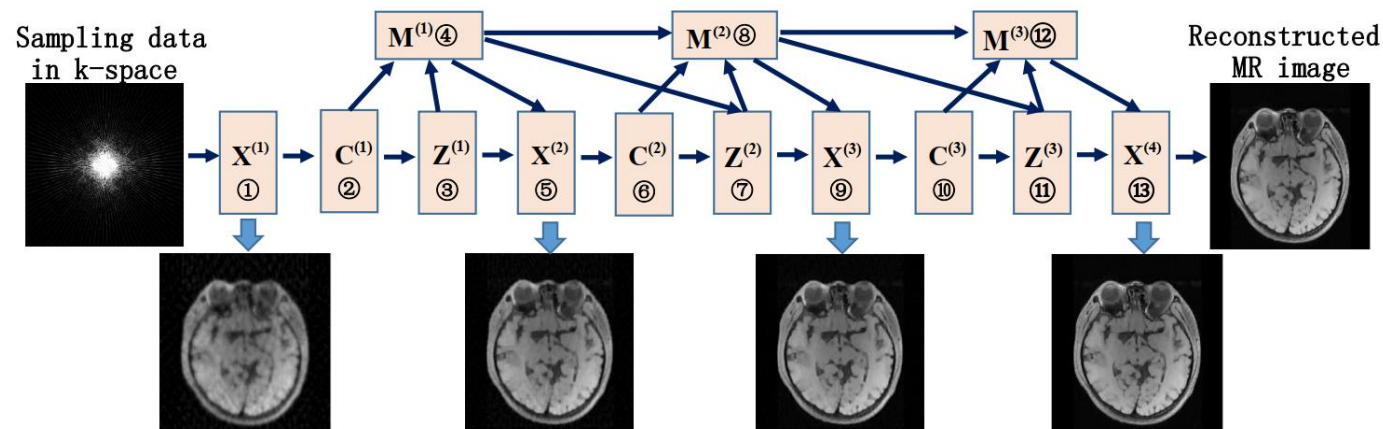 Sampling data
in k-space
M⁽¹⁾④
M⁽²⁾⑧
M⁽³⁾⑫
Reconstructed
MR image
X⁽¹⁾
①
C⁽¹⁾
②
Z⁽¹⁾
③
X⁽²⁾
⑤
C⁽²⁾
⑥
Z⁽²⁾
⑦
X⁽³⁾
⑨
C⁽³⁾
⑩
Z⁽³⁾
⑪
X⁽⁴⁾
⑬